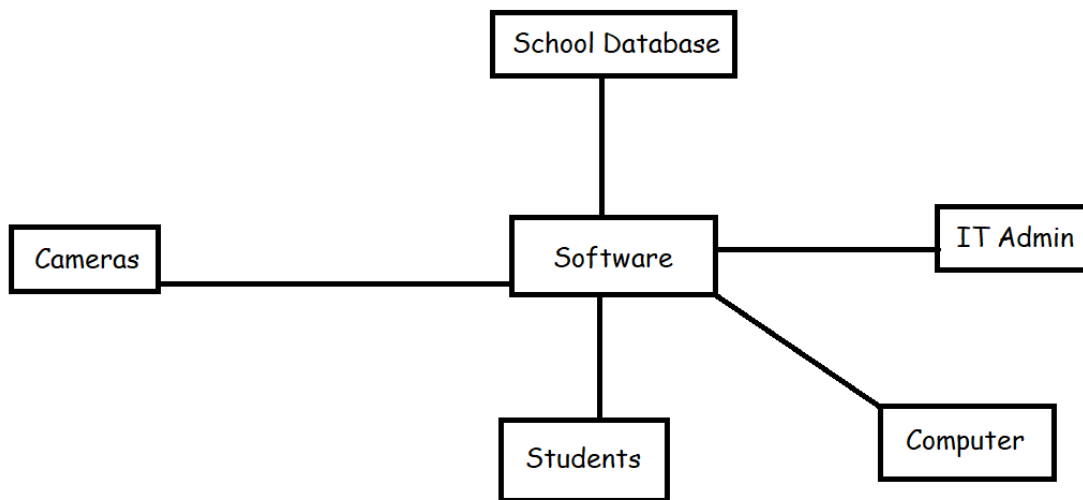 School Database
IT Admin
Cameras
Software
Computer
Students